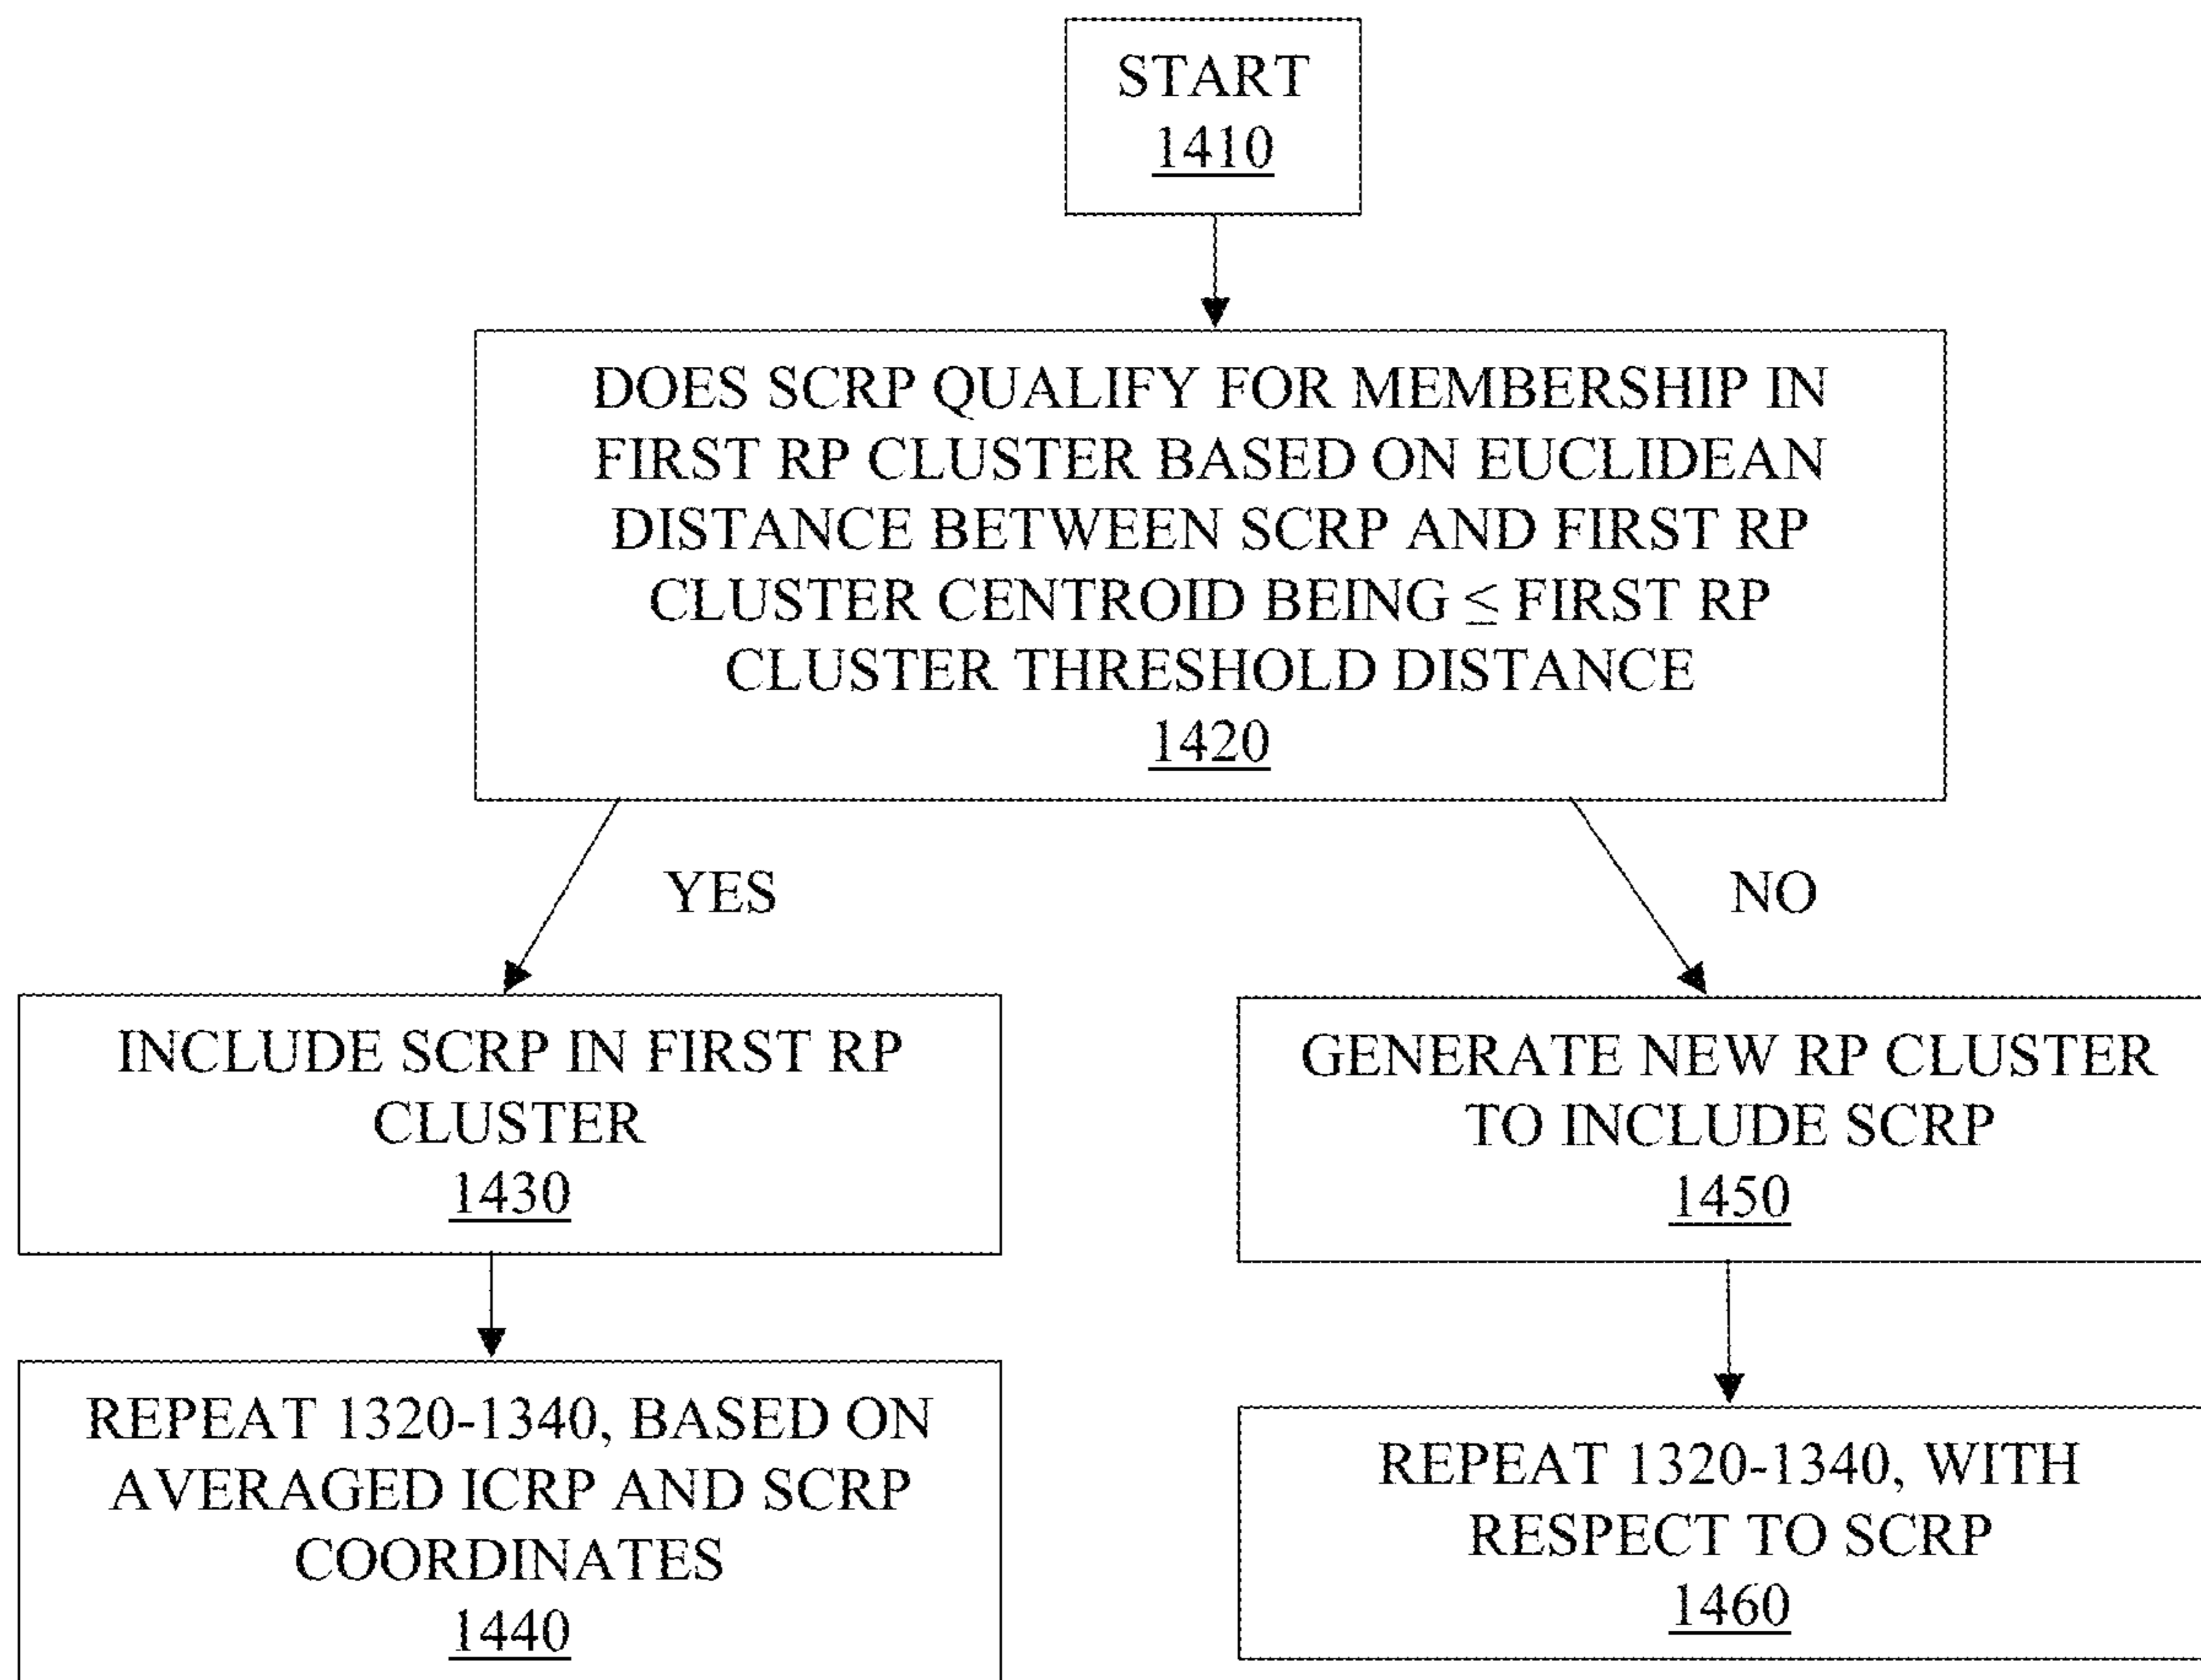 START
1410
DOES SCRP QUALIFY FOR MEMBERSHIP IN
FIRST RP CLUSTER BASED ON EUCLIDEAN
DISTANCE BETWEEN SCRP AND FIRST RP
CLUSTER CENTROID BEING ≤ FIRST RP
CLUSTER THRESHOLD DISTANCE
1420
YES
NO
INCLUDE SCRP IN FIRST RP
CLUSTER
1430
GENERATE NEW RP CLUSTER
TO INCLUDE SCRP
1450
REPEAT 1320-1340, BASED ON
AVERAGED ICRP AND SCRP
COORDINATES
1440
REPEAT 1320-1340, WITH
RESPECT TO SCRP
1460